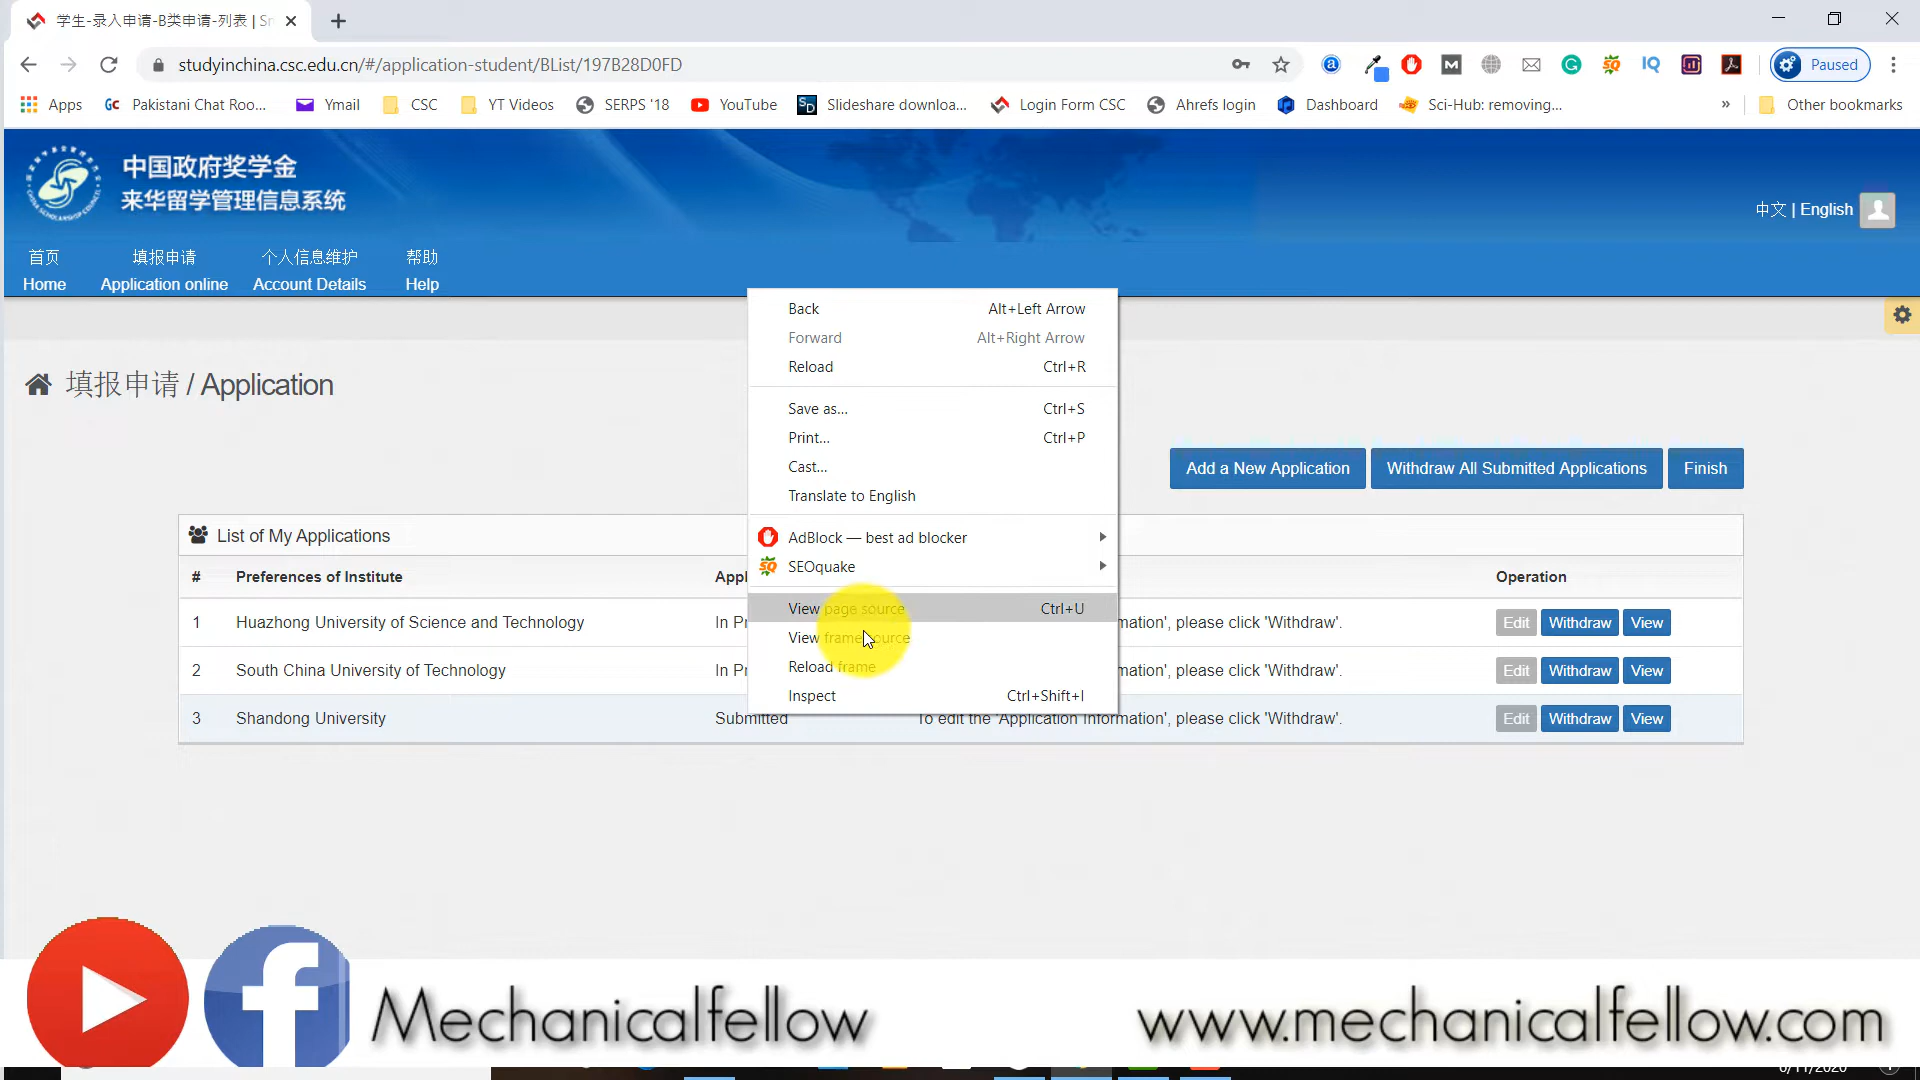 学生-录入申请-B类申请-列表 | Sn
studyinchina.csc.edu.cn/#/application-student/BList/197B28D0FD
Paused
Apps
Pakistani Chat Roo...
Ymail
CSC
YT Videos
SERPS '18
YouTube
Slideshare downloa...
Login Form CSC
Ahrefs login
Dashboard
Sci-Hub: removing...
»
Other bookmarks
中国政府奖学金
来华留学管理信息系统
中文 | English
首页 填报申请 个人信息维护 帮助
Home Application online Account Details Help
Back Alt+Left Arrow
Forward Alt+Right Arrow
Reload Ctrl+R
Save as... Ctrl+S
Print... Ctrl+P
Cast...
Translate to English
AdBlock — best ad blocker
SEOquake
View page source Ctrl+U
View frame source
Reload frame
Inspect Ctrl+Shift+I
填报申请 / Application
Add a New Application Withdraw All Submitted Applications Finish
List of My Applications
# Preferences of Institute Appl Operation
1 Huazhong University of Science and Technology In Pr mation', please click 'Withdraw'. Edit Withdraw View
2 South China University of Technology In Pr mation', please click 'Withdraw'. Edit Withdraw View
3 Shandong University Submitted To edit the 'Application Information', please click 'Withdraw'. Edit Withdraw View
Mechanicalfellow www.mechanicalfellow.com